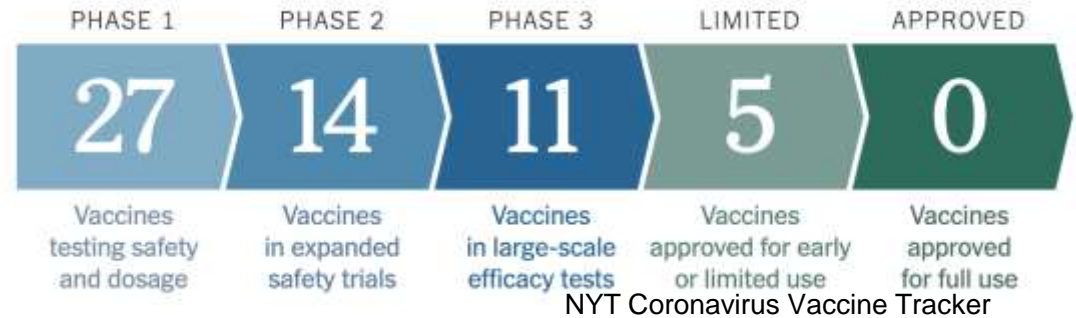 PHASE 1 PHASE 2 PHASE 3 LIMITED APPROVED
27 14 11 5 0
Vaccines
testing safety
and dosage
Vaccines
in expanded
safety trials
Vaccines
in large-scale
efficacy tests
Vaccines
approved for early
or limited use
Vaccines
approved
for full use
NYT Coronavirus Vaccine Tracker